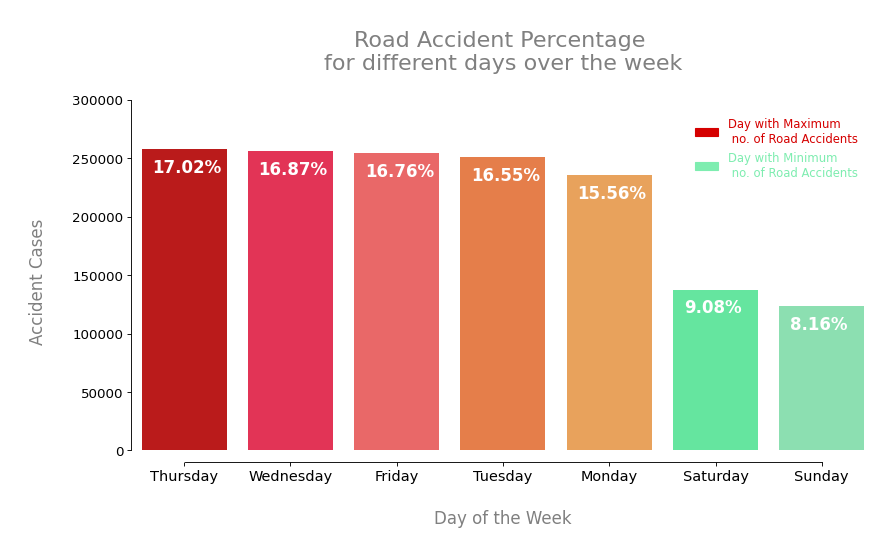 Road Accident Percentage
for different days over the week
300000
250000
200000
150000
100000
50000
0
Accident Cases
17.02%
16.87%
16.76%
16.55%
15.56%
9.08%
8.16%
Day with Maximum
no. of Road Accidents
Day with Minimum
no. of Road Accidents
Thursday
Wednesday
Friday
Tuesday
Monday
Saturday
Sunday
Day of the Week